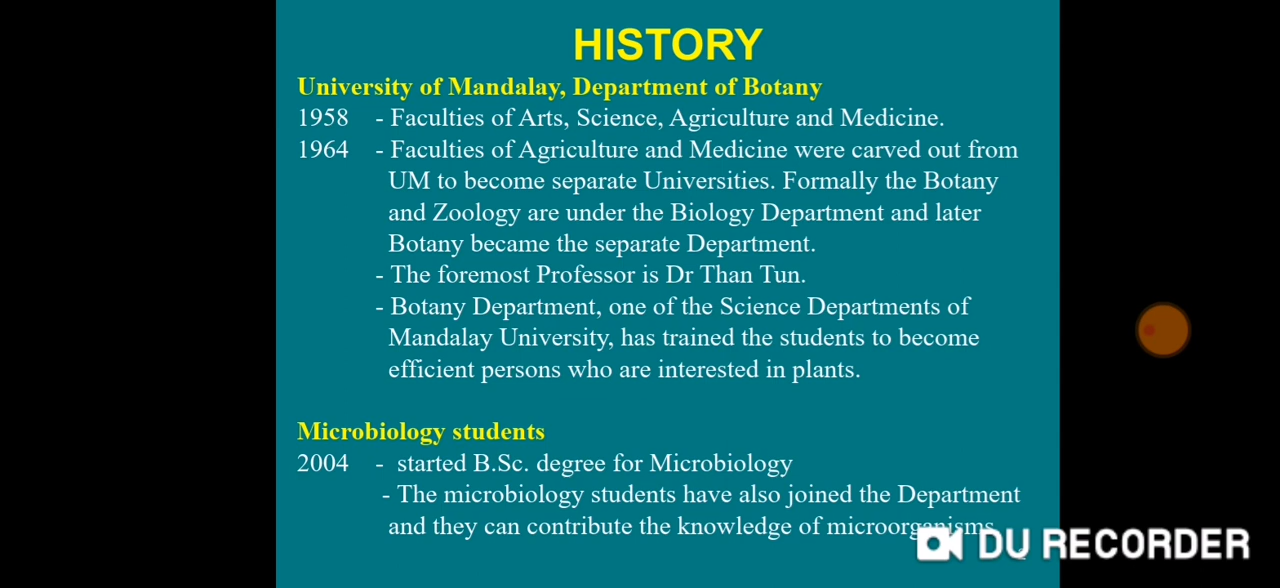 HISTORY
University of Mandalay, Department of Botany
1958 - Faculties of Arts, Science, Agriculture and Medicine.
1964 - Faculties of Agriculture and Medicine were carved out from
UM to become separate Universities. Formally the Botany
and Zoology are under the Biology Department and later
Botany became the separate Department.
- The foremost Professor is Dr Than Tun.
- Botany Department, one of the Science Departments of
Mandalay University, has trained the students to become
efficient persons who are interested in plants.
Microbiology students
2004 - started B.Sc. degree for Microbiology
- The microbiology students have also joined the Department
and they can contribute the knowledge of microorganisms.
DU RECORDER